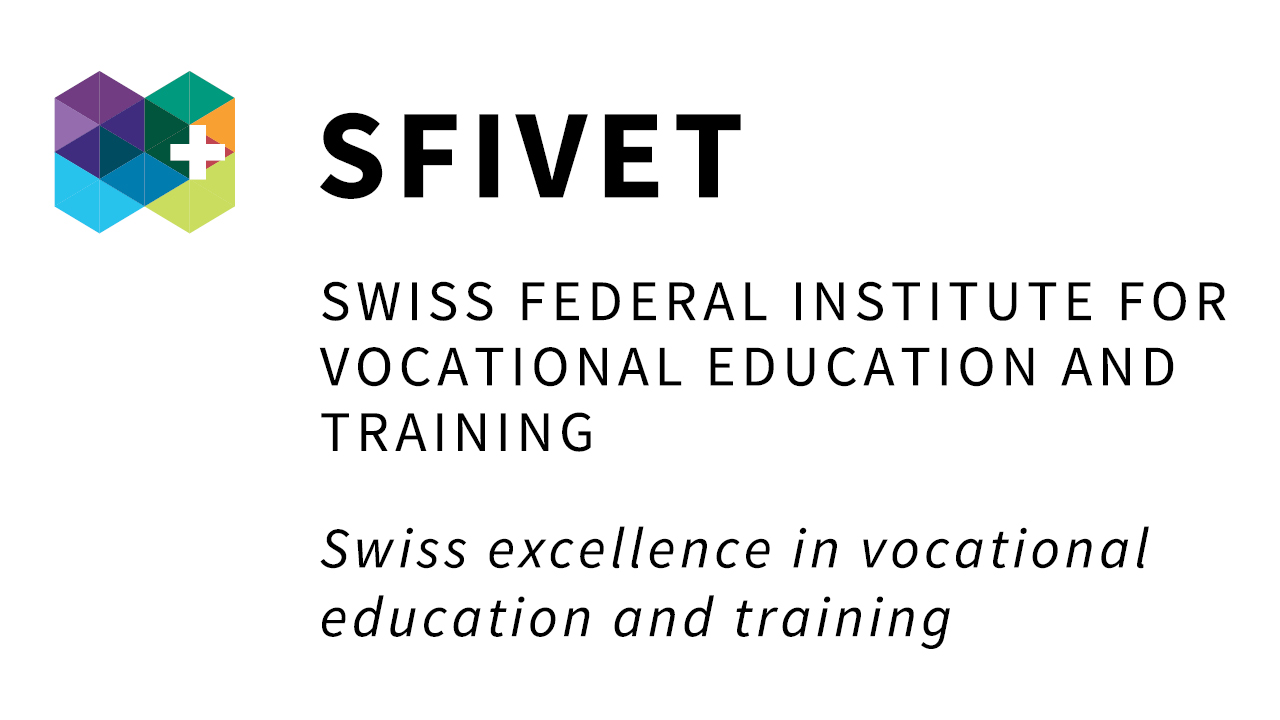 SFIVET
SWISS FEDERAL INSTITUTE FOR
VOCATIONAL EDUCATION AND
TRAINING
Swiss excellence in vocational
education and training